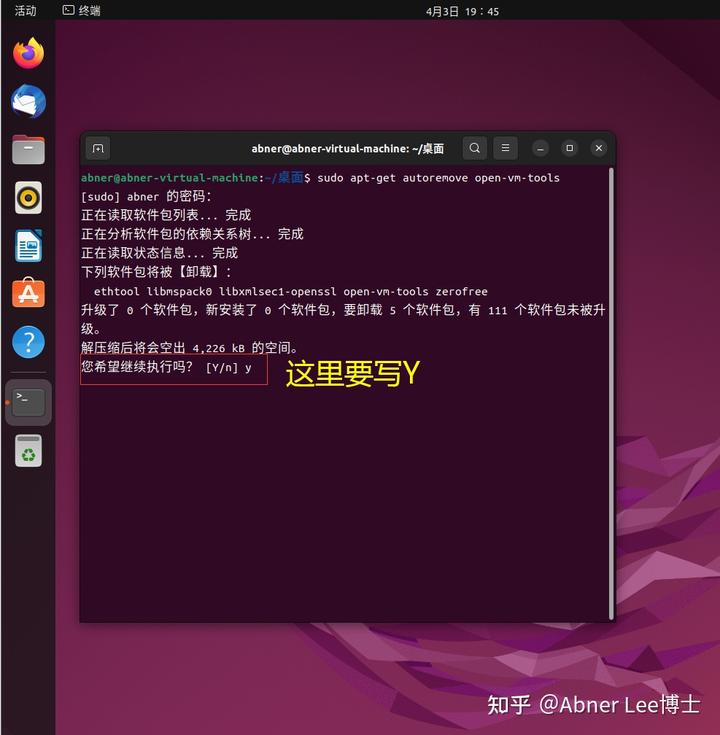 活动 终端 4月3日 19：45
abner@abner-virtual-machine: ~/桌面
abner@abner-virtual-machine:~/桌面$ sudo apt-get autoremove open-vm-tools
[sudo] abner 的密码：
正在读取软件包列表... 完成
正在分析软件包的依赖关系树... 完成
正在读取状态信息... 完成
下列软件包将被【卸载】：
ethtool libmspack0 libxmlsec1-openssl open-vm-tools zerofree
升级了 0 个软件包，新安装了 0 个软件包，要卸载 5 个软件包，有 111 个软件包未被升
级。
解压缩后将会空出 4,226 kB 的空间。
您希望继续执行吗？ [Y/n] y
这里要写Y
知乎 @Abner Lee博士